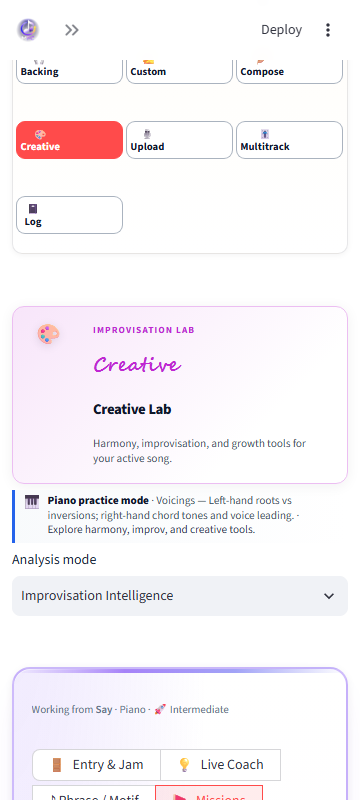 Deploy
Backing
Custom
Compose
Creative
Upload
Multitrack
Log
IMPROVISATION LAB
Creative
Creative Lab
Harmony, improvisation, and growth tools for
your active song.
Piano practice mode · Voicings — Left-hand roots vs
inversions; right-hand chord tones and voice leading. ·
Explore harmony, improv, and creative tools.
Analysis mode
Improvisation Intelligence
Working from Say · Piano · 🚀 Intermediate
Entry & Jam
Live Coach
Phrase / Motif
Missions